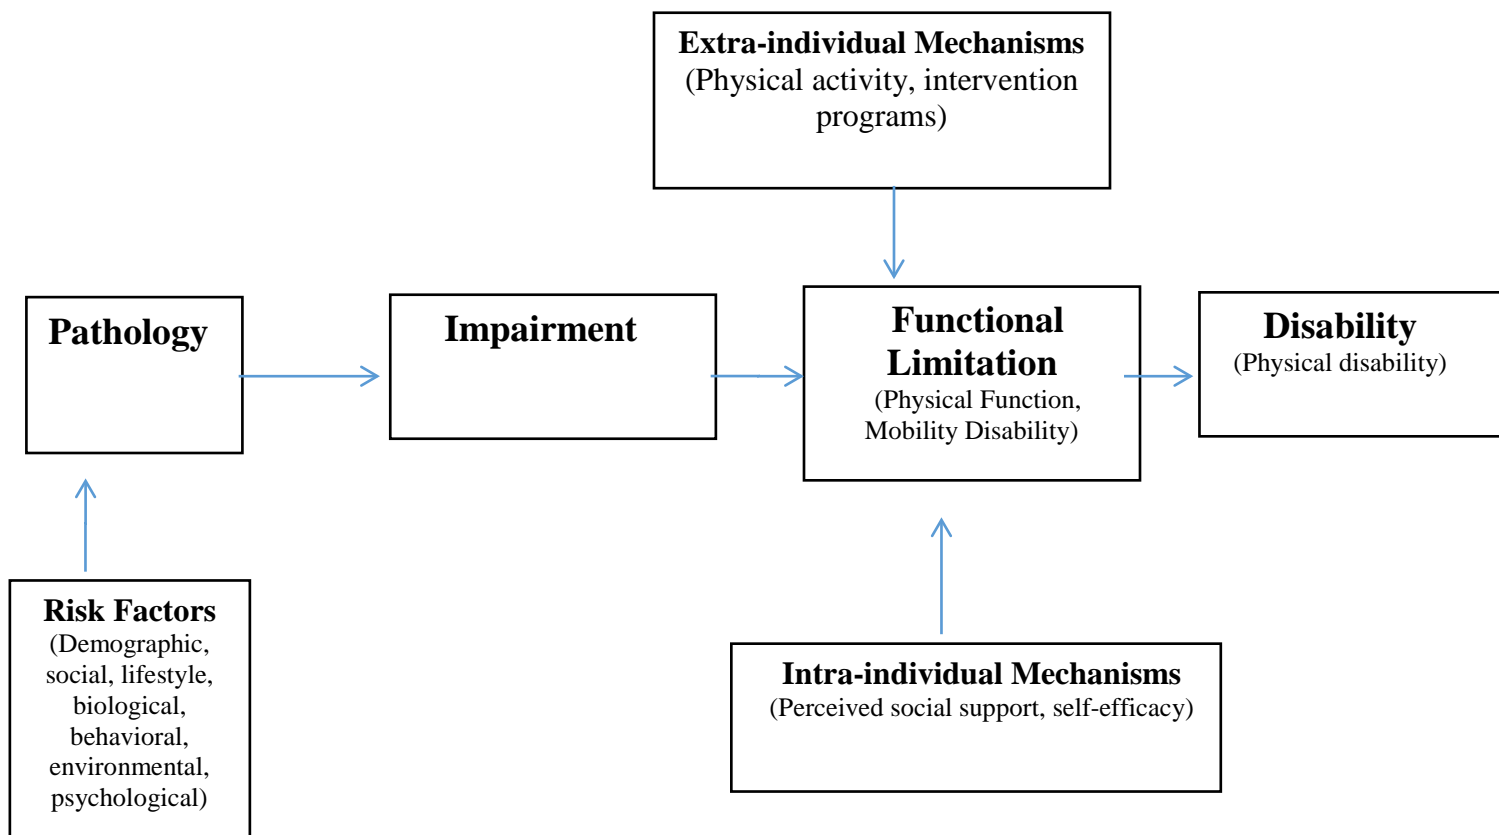 Extra-individual Mechanisms
(Physical activity, intervention
programs)
Pathology
Impairment
Functional
Limitation
(Physical Function,
Mobility Disability)
Disability
(Physical disability)
Risk Factors
(Demographic,
social, lifestyle,
biological,
behavioral,
environmental,
psychological)
Intra-individual Mechanisms
(Perceived social support, self-efficacy)